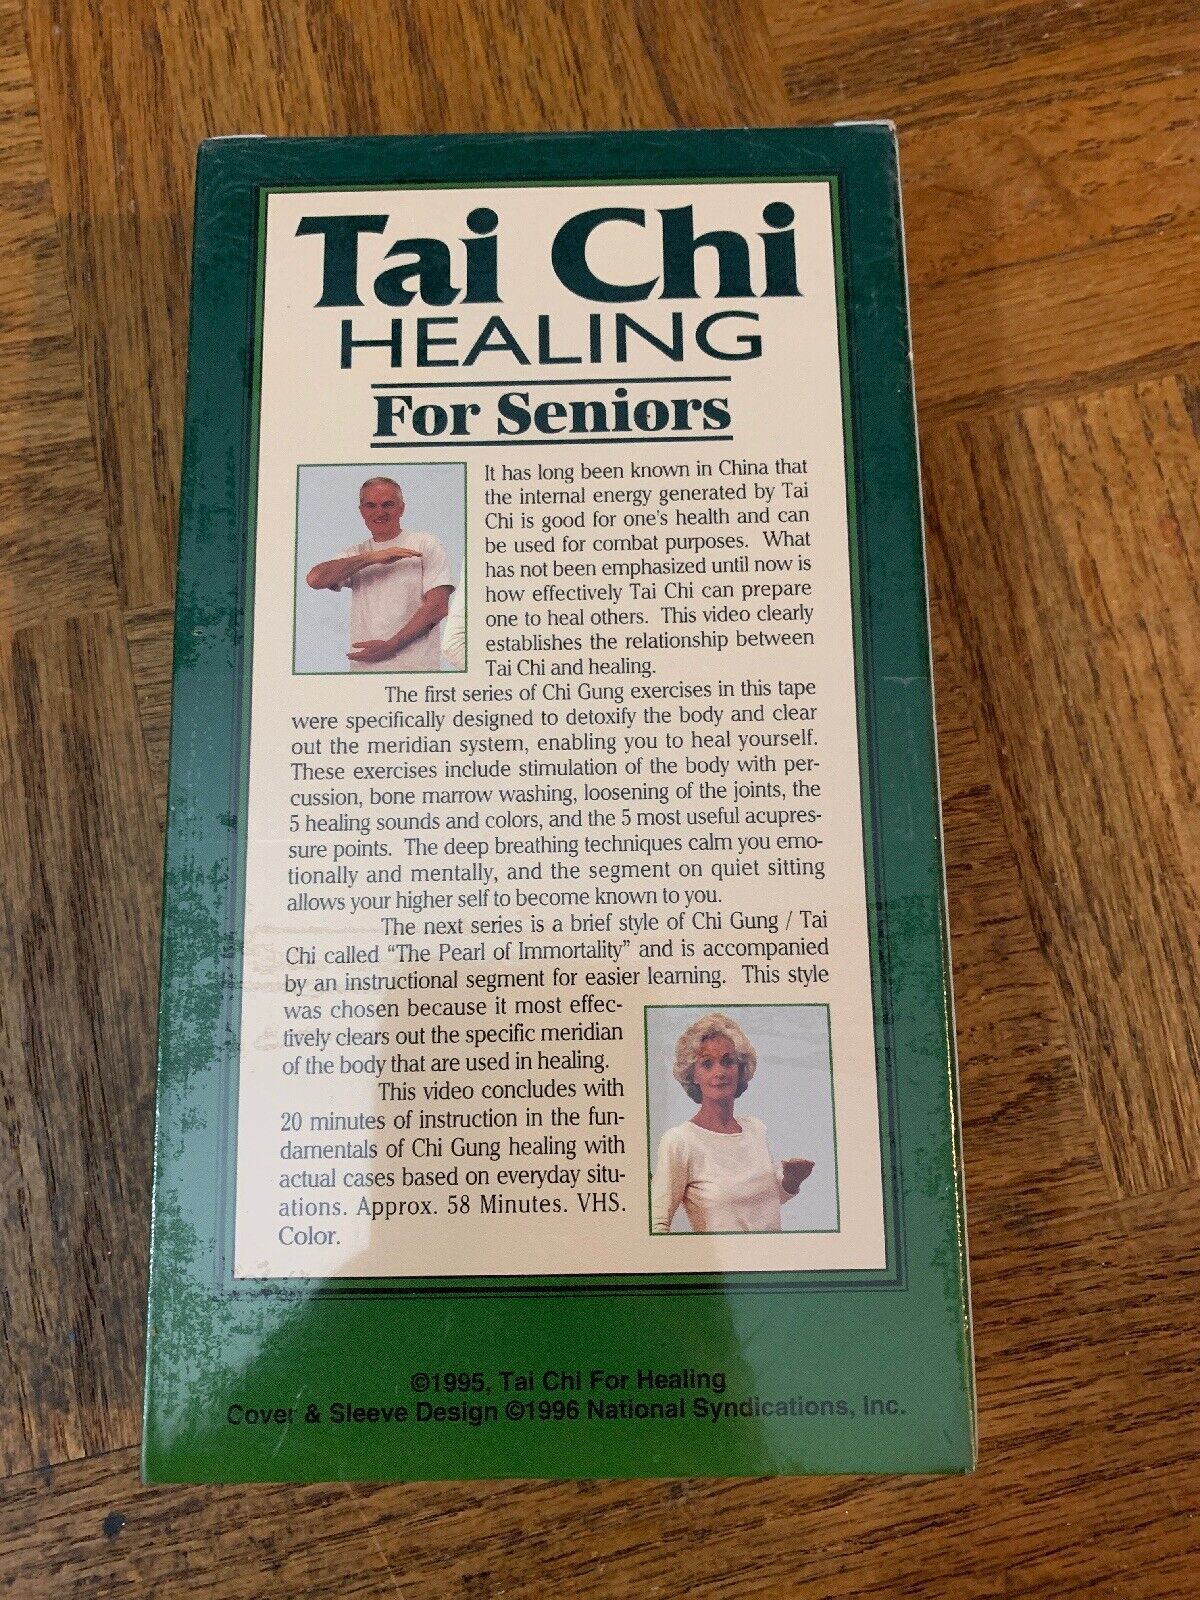 Tai Chi
HEALING
For Seniors
It has long been known in China that
the internal energy generated by Tai
Chi is good for one's health and can
be used for combat purposes. What
has not been emphasized until now is
how effectively Tai Chi can prepare
one to heal others. This video clearly
establishes the relationship between
Tai Chi and healing.
The first series of Chi Gung exercises in this tape
were specifically designed to detoxify the body and clear
out the meridian system, enabling you to heal yourself.
These exercises include stimulation of the body with per-
cussion, bone marrow washing, loosening of the joints, the
5 healing sounds and colors, and the 5 most useful acupres-
sure points. The deep breathing techniques calm you emo-
tionally and mentally, and the segment on quiet sitting
allows your higher self to become known to you.
The next series is a brief style of Chi Gung / Tai
Chi called "The Pearl of Immortality" and is accompanied
by an instructional segment for easier learning. This style
was chosen because it most effec-
tively clears out the specific meridian
of the body that are used in healing.
This video concludes with
20 minutes of instruction in the fun-
damentals of Chi Gung healing with
actual cases based on everyday situ-
ations. Approx. 58 Minutes. VHS.
Color.
©1995, Tai Chi For Healing
Cover & Sleeve Design ©1996 National Syndications, Inc.